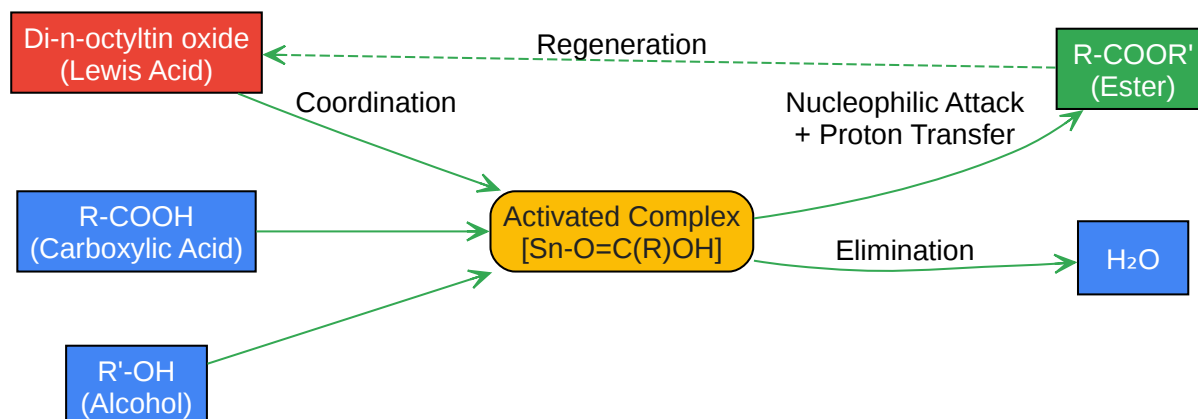 Di-n-octyltin oxide
(Lewis Acid)
Regeneration
R-COOR'
(Ester)
Coordination
Nucleophilic Attack
+ Proton Transfer
R-COOH
(Carboxylic Acid)
Activated Complex
[Sn-O=C(R)OH]
Elimination
H₂O
R'-OH
(Alcohol)